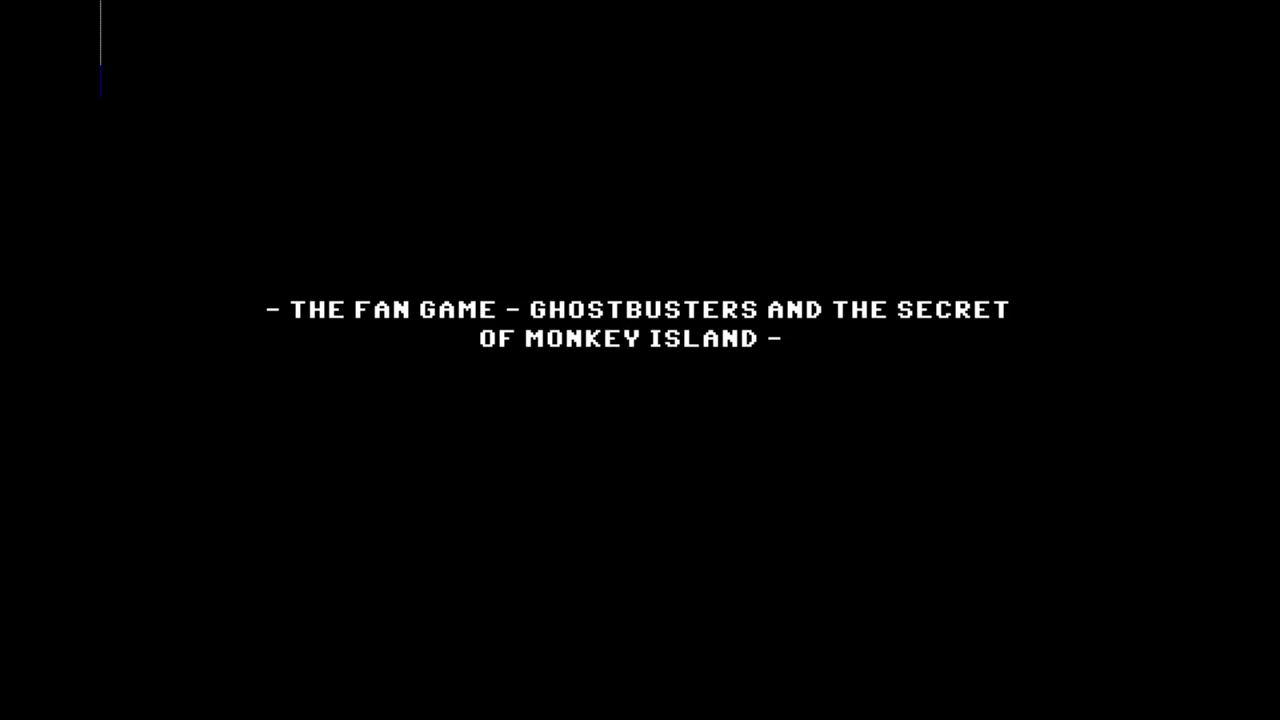 - THE FAN GAME - GHOSTBUSTERS AND THE SECRET
OF MONKEY ISLAND -